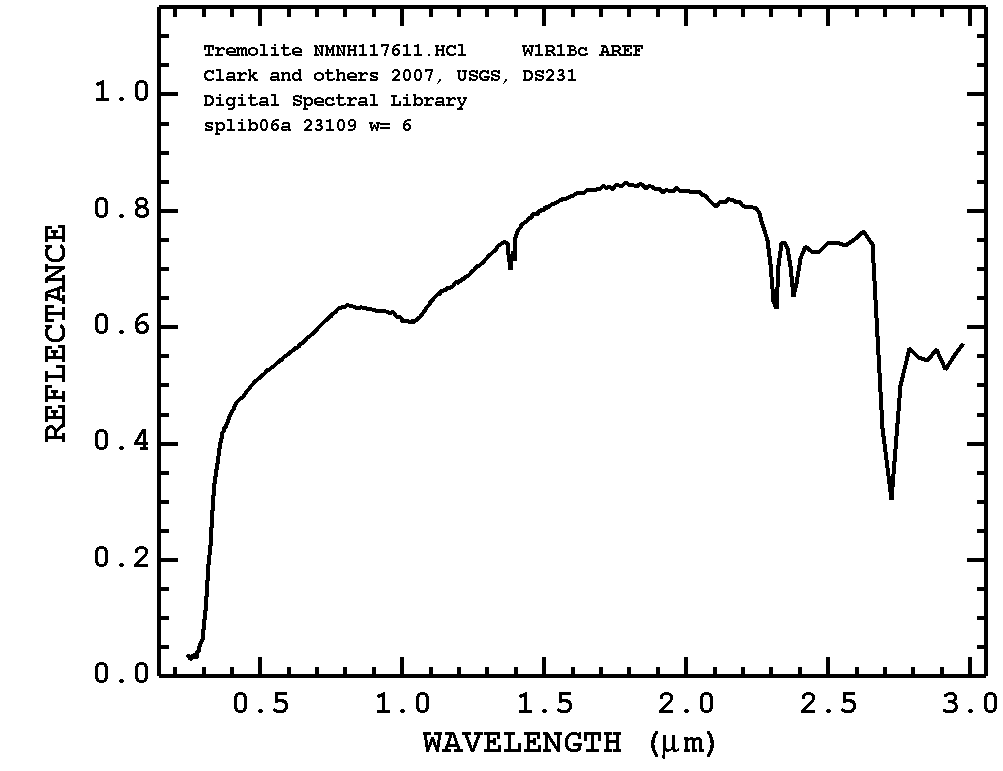 Tremolite NMNH117611.HCl W1R1Bc AREF
Clark and others 2007, USGS, DS231
Digital Spectral Library
splib06a 23109 w= 6
REFLECTANCE
1.0
0.8
0.6
0.4
0.2
0.0
0.5 1.0 1.5 2.0 2.5 3.0
WAVELENGTH (μm)